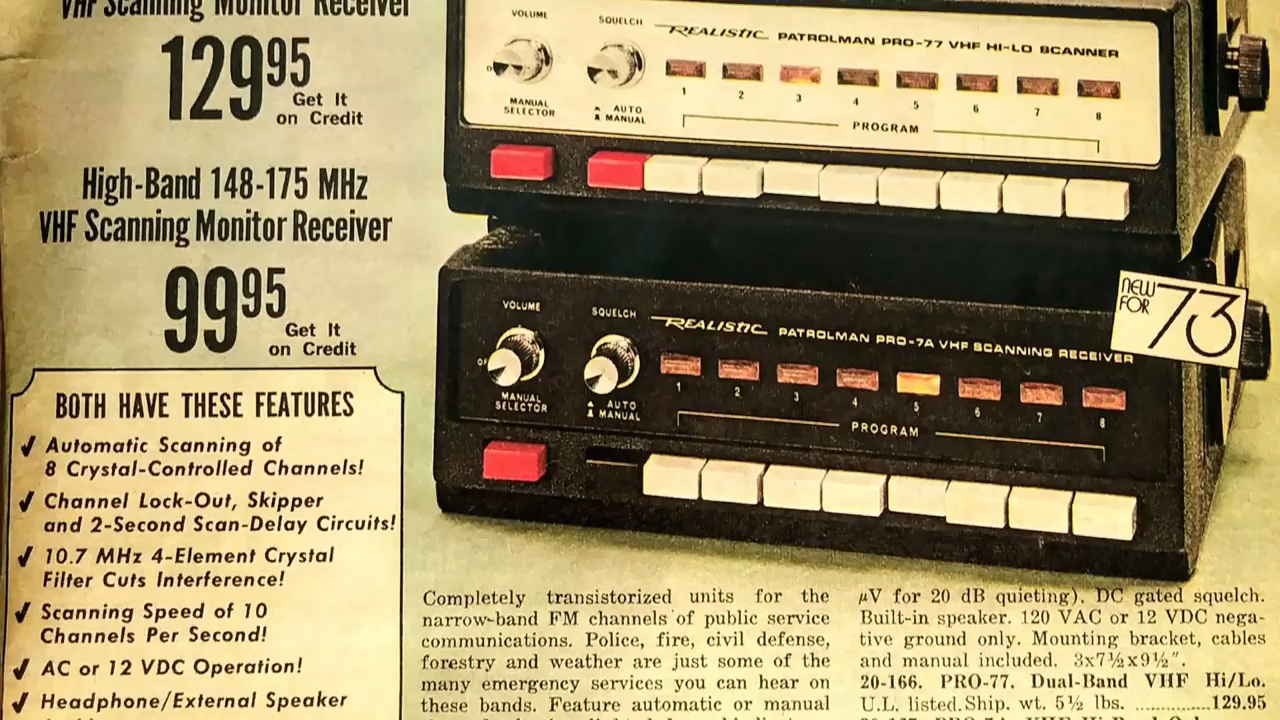 VHF Scanning Monitor Receiver
129 95
Get It
on Credit
High-Band 148-175 MHz
VHF Scanning Monitor Receiver
99 95
Get It
on Credit
BOTH HAVE THESE FEATURES
✓ Automatic Scanning of
8 Crystal-Controlled Channels!
✓ Channel Lock-Out, Skipper
and 2-Second Scan-Delay Circuits!
✓ 10.7 MHz 4-Element Crystal
Filter Cuts Interference!
✓ Scanning Speed of 10
Channels Per Second!
✓ AC or 12 VDC Operation!
✓ Headphone/External Speaker
VOLUME SQUELCH
REALISTIC PATROLMAN PRO-77 VHF HI-LO SCANNER
1 2 3 4 5 6 7 8
MANUAL SELECTOR
AUTO
MANUAL
PROGRAM
NEW FOR 73
VOLUME SQUELCH
REALISTIC PATROLMAN PRO-7A VHF SCANNING RECEIVER
OFF
1 2 3 4 5 6 7 8
MANUAL SELECTOR
AUTO
MANUAL
PROGRAM
Completely transistorized units for the
narrow-band FM channels of public service
communications. Police, fire, civil defense,
forestry and weather are just some of the
many emergency services you can hear on
these bands. Feature automatic or manual
µV for 20 dB quieting). DC gated squelch.
Built-in speaker. 120 VAC or 12 VDC nega-
tive ground only. Mounting bracket, cables
and manual included. 3x7½x9½".
20-166. PRO-77. Dual-Band VHF Hi/Lo.
U.L. listed. Ship. wt. 5½ lbs. .............129.95